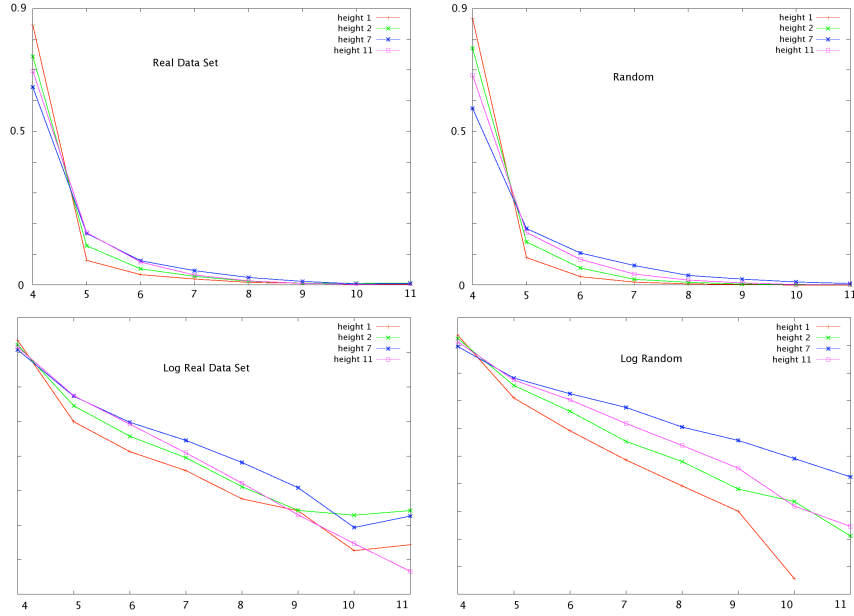 0.9
height 1
height 2
height 7
height 11
Real Data Set
0.5
0
4 5 6 7 8 9 10 11
0.9
height 1
height 2
height 7
height 11
Random
0.5
0
4 5 6 7 8 9 10 11
height 1
height 2
height 7
height 11
Log Real Data Set
4 5 6 7 8 9 10 11
height 1
height 2
height 7
height 11
Log Random
4 5 6 7 8 9 10 11